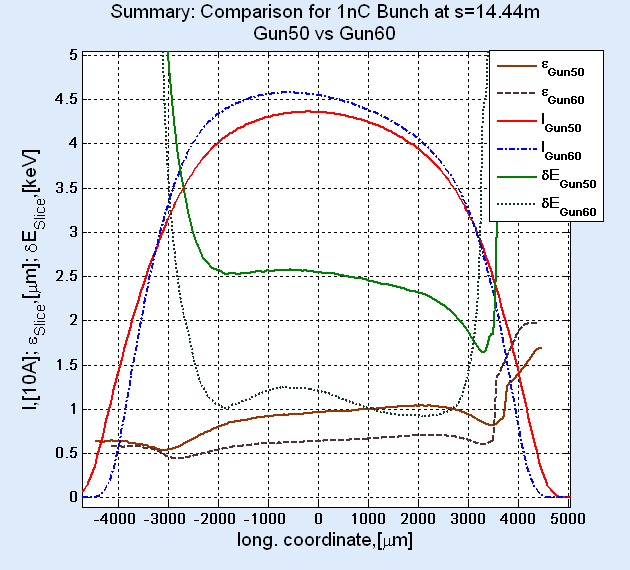 Summary: Comparison for 1nC Bunch at s=14.44m
Gun50 vs Gun60
I,[10A]; εSlice,[μm]; δESlice,[keV]
5
4.5
4
3.5
3
2.5
2
1.5
1
0.5
0
εGun50
εGun60
IGun50
IGun60
δEGun50
δEGun60
-4000 -3000 -2000 -1000 0 1000 2000 3000 4000 5000
long. coordinate,[μm]